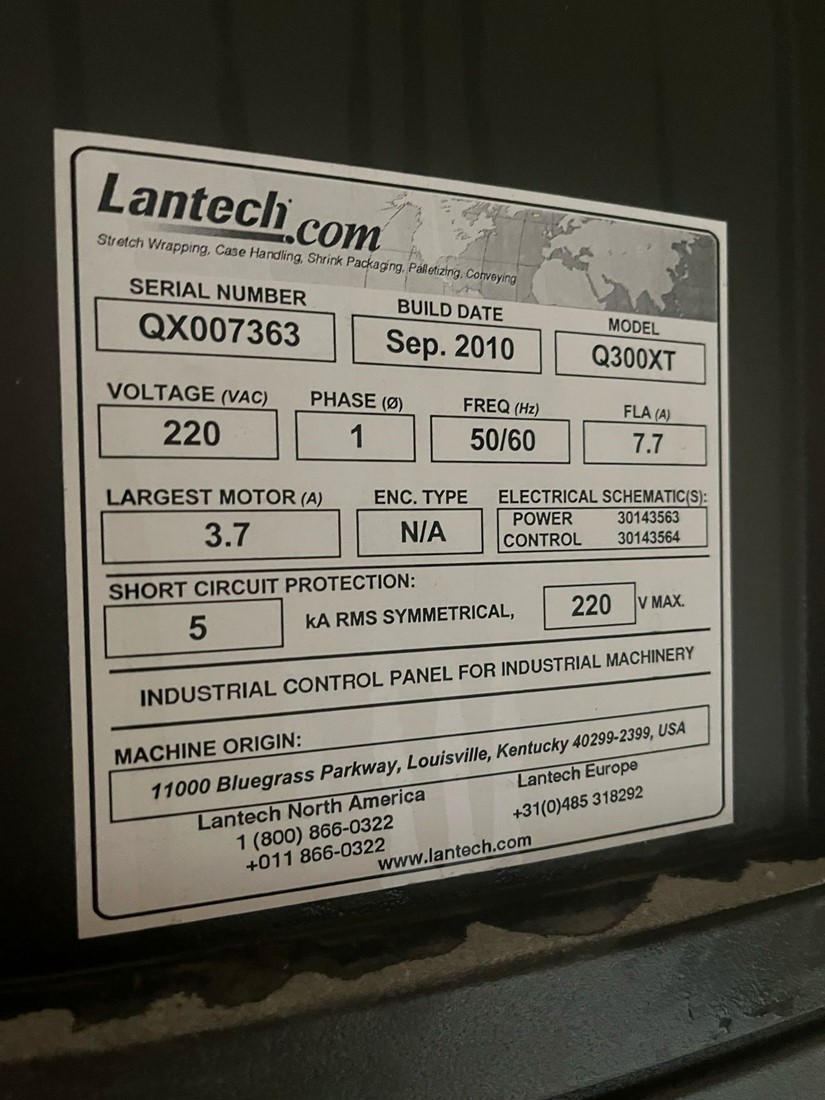 Lantech.com
Stretch Wrapping, Case Handling, Shrink Packaging, Palletizing, Conveying
SERIAL NUMBER BUILD DATE MODEL
QX007363 Sep. 2010 Q300XT
VOLTAGE (VAC) PHASE (Ø) FREQ (Hz) FLA (A)
220 1 50/60 7.7
LARGEST MOTOR (A) ENC. TYPE ELECTRICAL SCHEMATIC(S):
3.7 N/A POWER 30143563
CONTROL 30143564
SHORT CIRCUIT PROTECTION:
5 kA RMS SYMMETRICAL, 220 V MAX.
INDUSTRIAL CONTROL PANEL FOR INDUSTRIAL MACHINERY
MACHINE ORIGIN:
11000 Bluegrass Parkway, Louisville, Kentucky 40299-2399, USA
Lantech North America Lantech Europe
1 (800) 866-0322 +31(0)485 318292
+011 866-0322
www.lantech.com